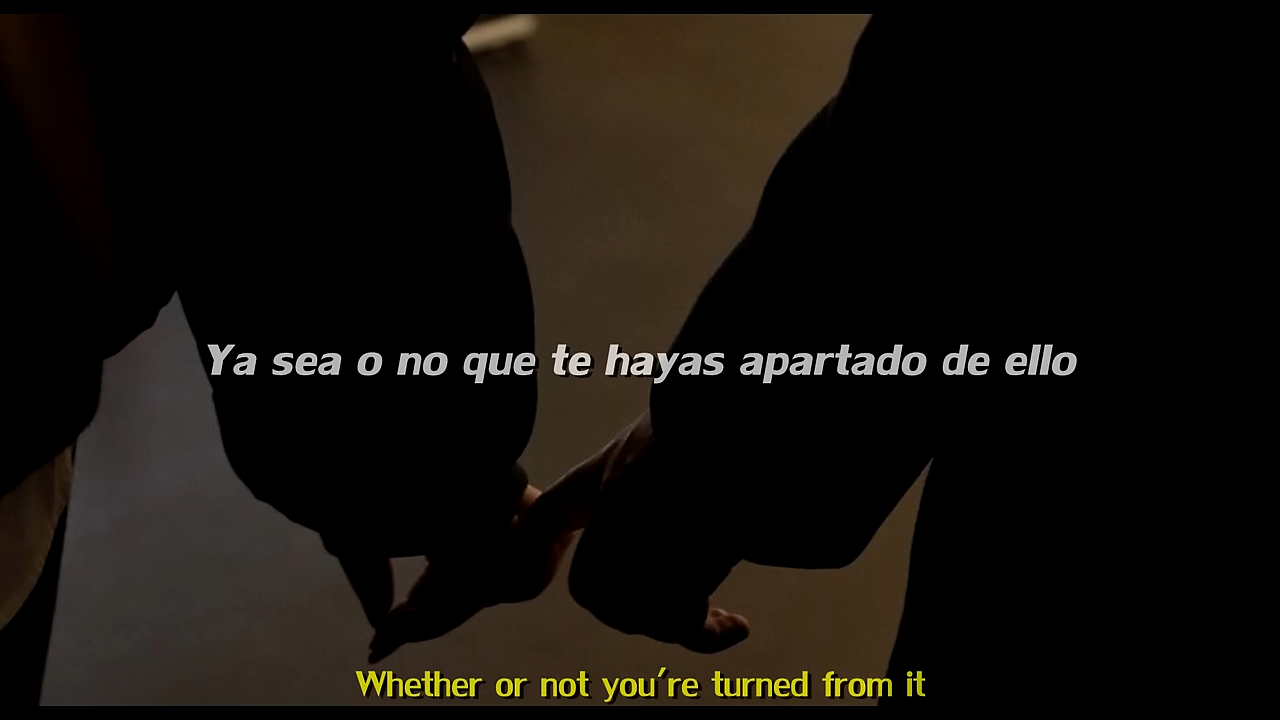 Ya sea o no que te hayas apartado de ello
Whether or not you're turned from it